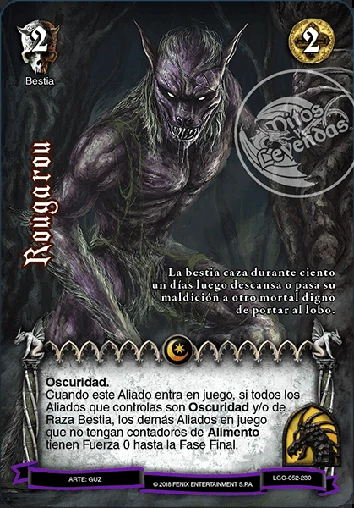 2
Bestia
2
Mitos
Leyendas
Rougarou
La bestia caza durante ciento
un días luego descansa o pasa su
maldición a otro mortal digno
de portar al lobo.
Oscuridad.
Cuando este Aliado entra en juego, si todos los
Aliados que controlas son Oscuridad y/o de
Raza Bestia, los demás Aliados en juego
que no tengan contadores de Alimento
tienen Fuerza 0 hasta la Fase Final.
ARTE: GUZ
© 2018 FENIX ENTERTAINMENT S.P.A